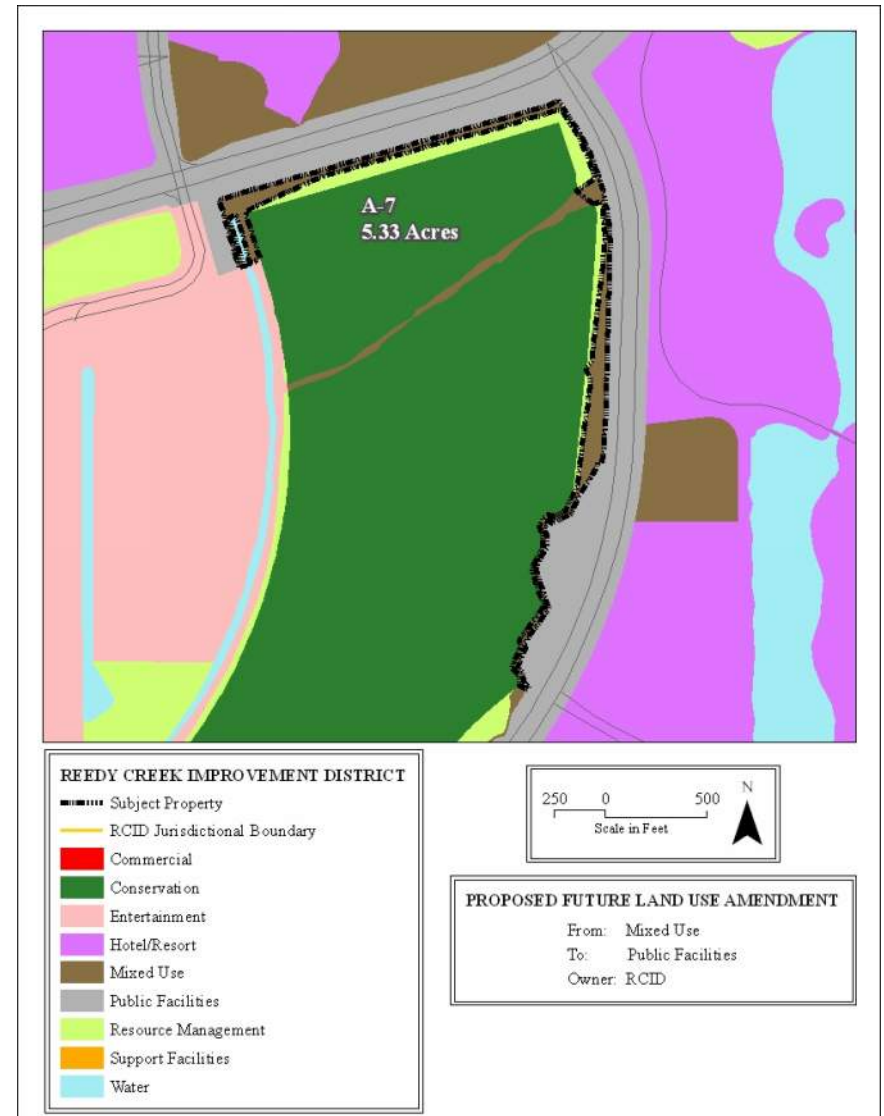 A-7
5.33 Acres
REEDY CREEK IMPROVEMENT DISTRICT
Subject Property
RCID Jurisdictional Boundary
Commercial
Conservation
Entertainment
Hotel/Resort
Mixed Use
Public Facilities
Resource Management
Support Facilities
Water
250 0 500
Scale in Feet
N
PROPOSED FUTURE LAND USE AMENDMENT
From: Mixed Use
To: Public Facilities
Owner: RCID